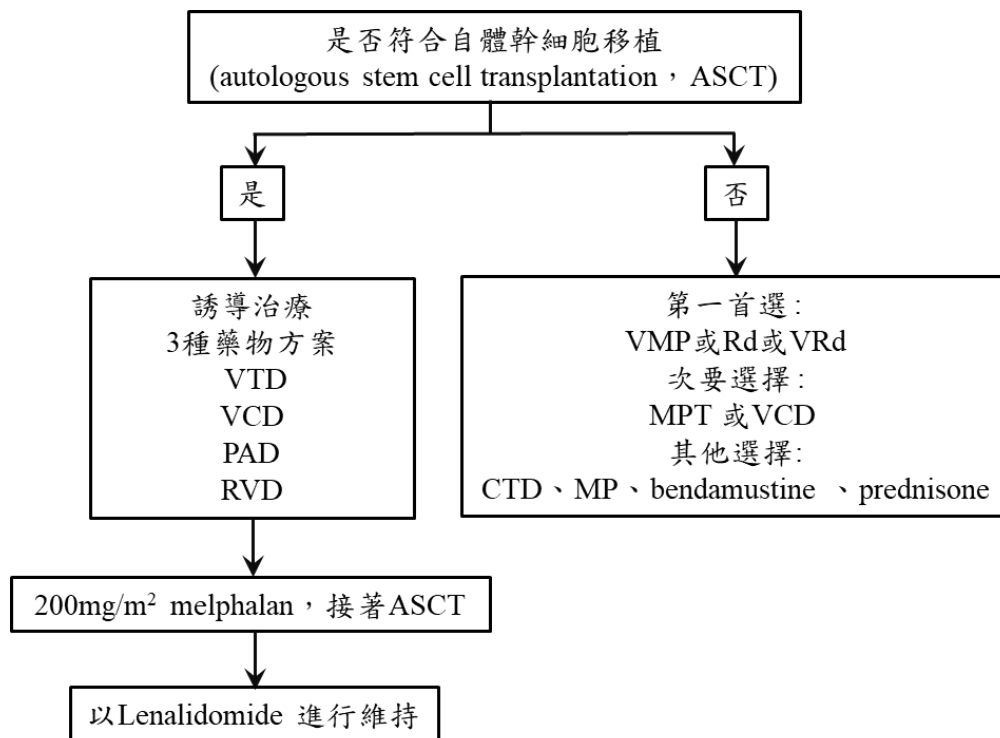 是否符合自體幹細胞移植
(autologous stem cell transplantation，ASCT)
是
否
誘導治療
3種藥物方案
VTD
VCD
PAD
RVD
第一首選:
VMP或Rd或VRd
次要選擇:
MPT 或VCD
其他選擇:
CTD、MP、bendamustine 、prednisone
200mg/m² melphalan，接著ASCT
以Lenalidomide 進行維持